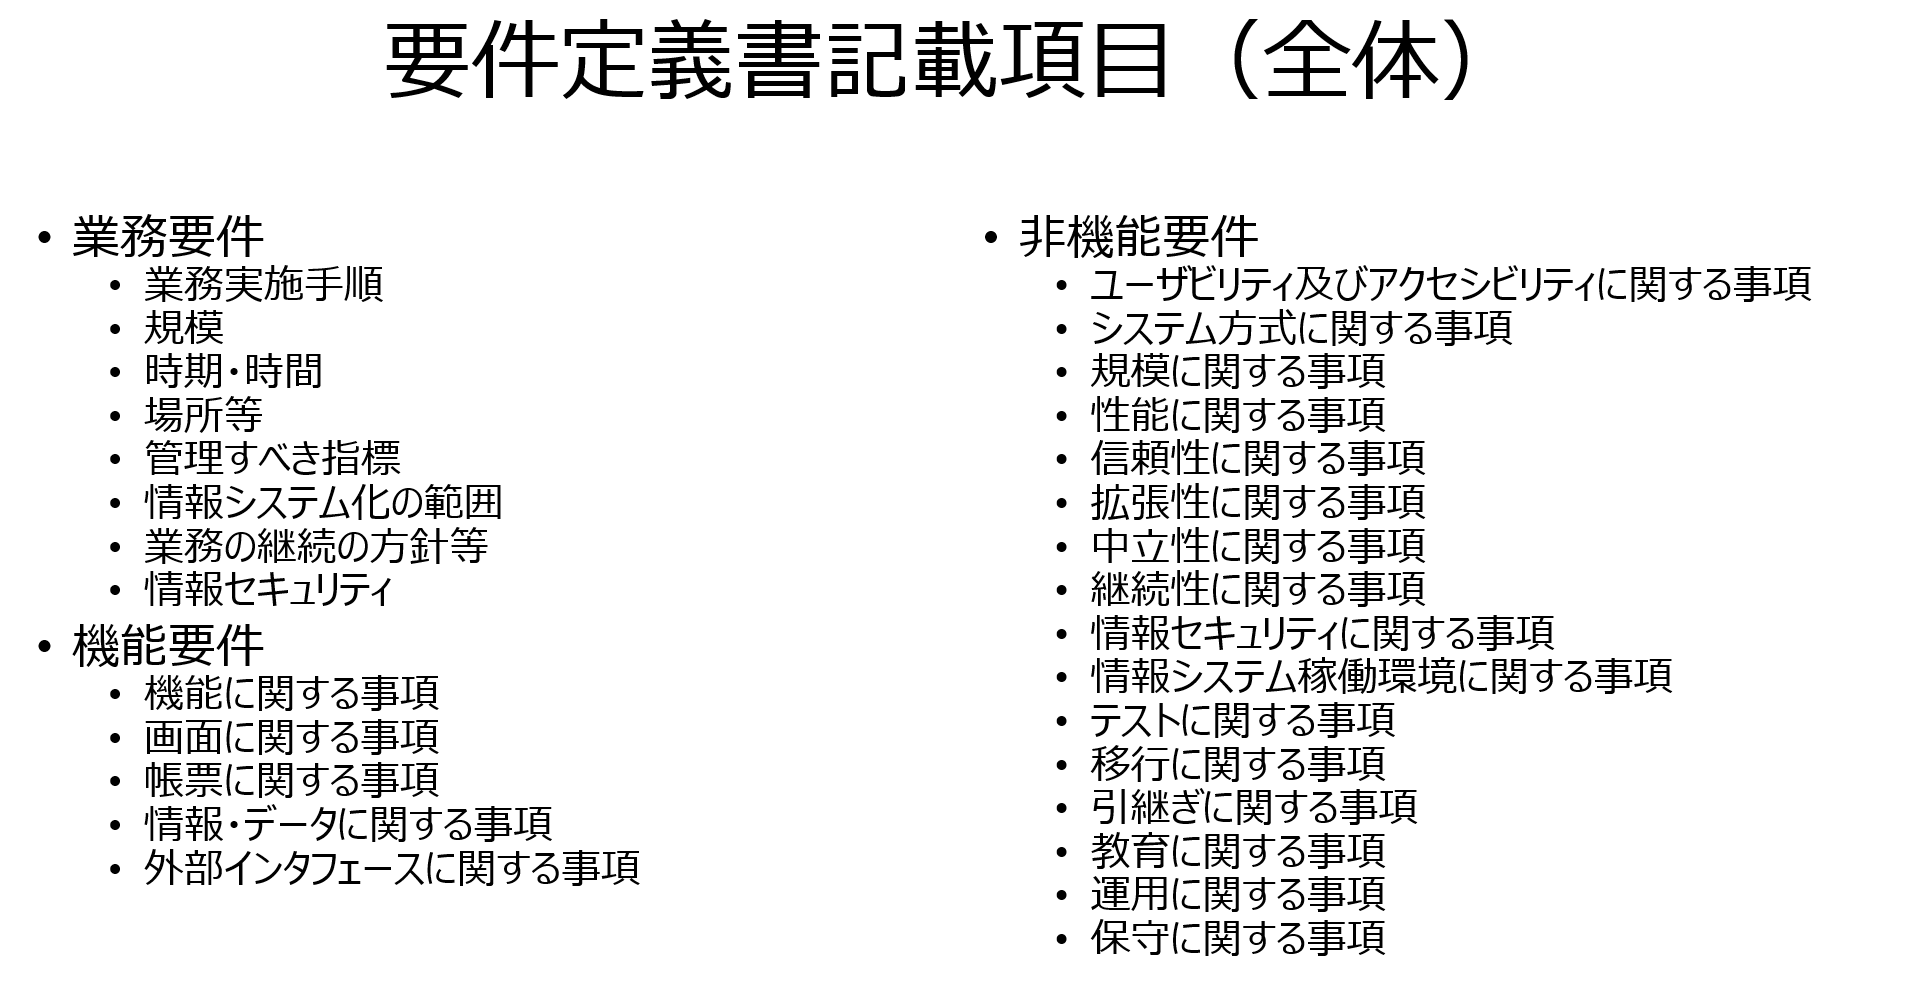 要件定義書記載項目（全体）
• 業務要件
• 業務実施手順
• 規模
• 時期・時間
• 場所等
• 管理すべき指標
• 情報システム化の範囲
• 業務の継続の方針等
• 情報セキュリティ
• 機能要件
• 機能に関する事項
• 画面に関する事項
• 帳票に関する事項
• 情報・データに関する事項
• 外部インタフェースに関する事項
• 非機能要件
• ユーザビリティ及びアクセシビリティに関する事項
• システム方式に関する事項
• 規模に関する事項
• 性能に関する事項
• 信頼性に関する事項
• 拡張性に関する事項
• 中立性に関する事項
• 継続性に関する事項
• 情報セキュリティに関する事項
• 情報システム稼働環境に関する事項
• テストに関する事項
• 移行に関する事項
• 引継ぎに関する事項
• 教育に関する事項
• 運用に関する事項
• 保守に関する事項